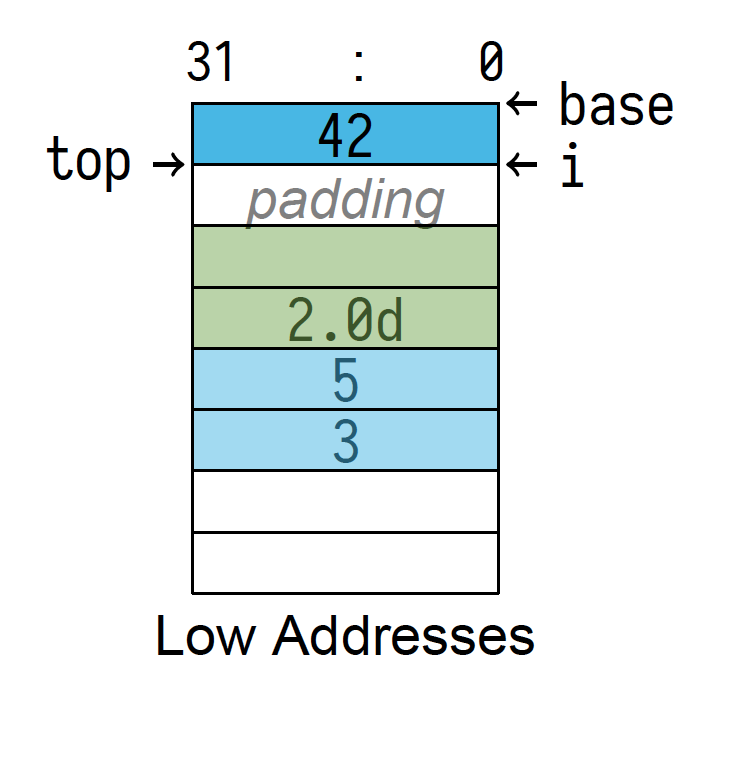 31 : 0
base
42
top → ← i
padding
2.0d
5
3
Low Addresses